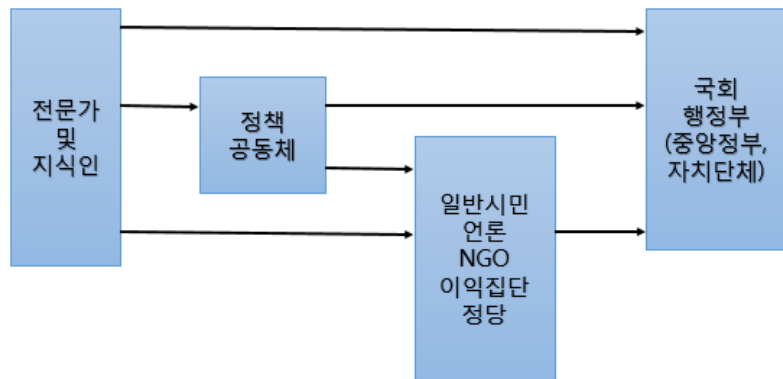 전문가
및
지식인
정책
공동체
일반시민
언론
NGO
이익집단
정당
국회
행정부
(중앙정부,
자치단체)